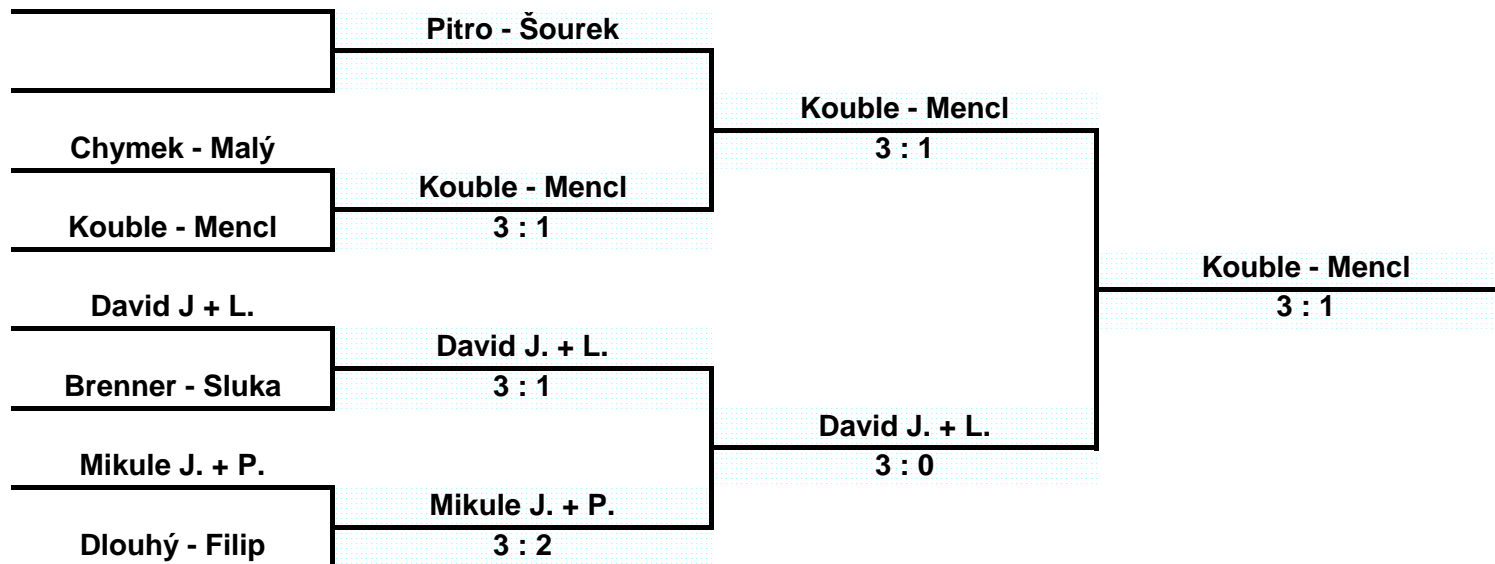 Pitro - Šourek
Kouble - Mencl
Chymek - Malý
3 : 1
Kouble - Mencl
Kouble - Mencl
3 : 1
Kouble - Mencl
David J + L.
3 : 1
David J. + L.
Brenner - Sluka
3 : 1
David J. + L.
Mikule J. + P.
3 : 0
Mikule J. + P.
Dlouhý - Filip
3 : 2